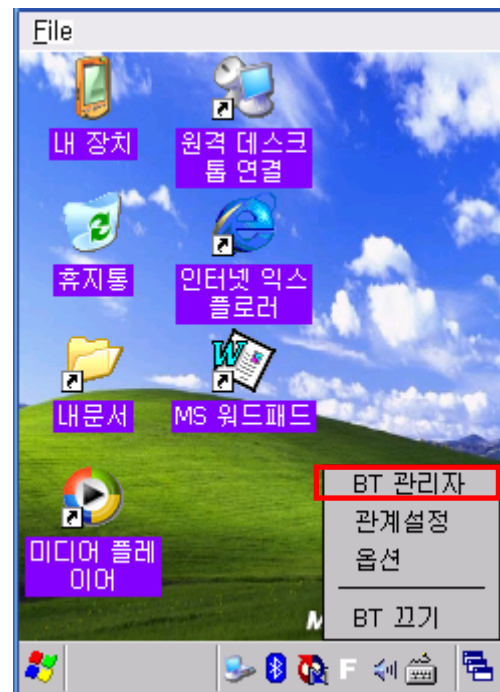 File
내 장치
원격 데스크
톱 연결
휴지통
인터넷 익스
플로러
내문서
MS 워드패드
미디어 플레
이어
BT 관리자
관계설정
옵션
BT 끄기
M
F